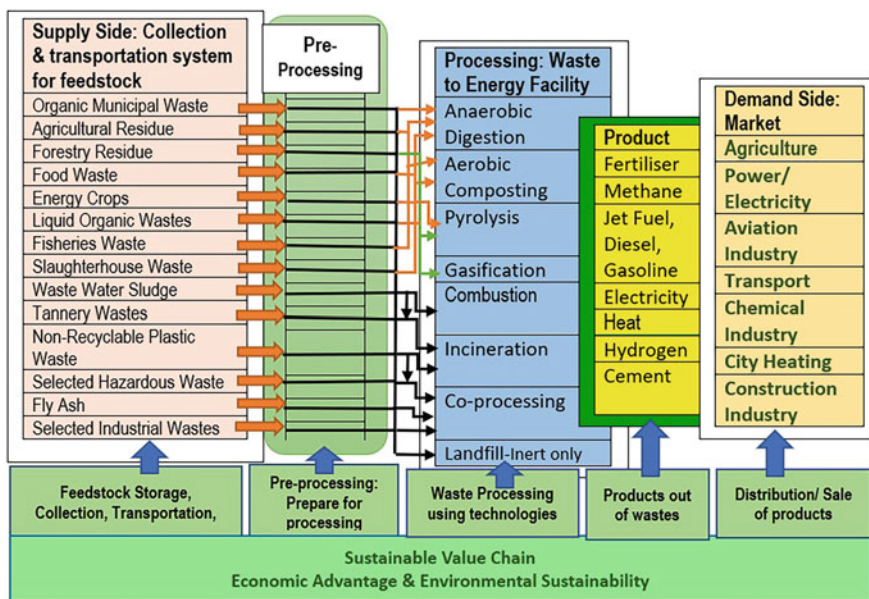 Supply Side: Collection
& transportation system
for feedstock
Organic Municipal Waste
Agricultural Residue
Forestry Residue
Food Waste
Energy Crops
Liquid Organic Wastes
Fisheries Waste
Slaughterhouse Waste
Waste Water Sludge
Tannery Wastes
Non-Recyclable Plastic
Waste
Selected Hazardous Waste
Fly Ash
Selected Industrial Wastes
Pre-
Processing
Processing: Waste
to Energy Facility
Anaerobic
Digestion
Aerobic
Composting
Pyrolysis
Gasification
Combustion
Incineration
Co-processing
Landfill-Inert only
Product
Fertiliser
Methane
Jet Fuel,
Diesel,
Gasoline
Electricity
Heat
Hydrogen
Cement
Demand Side:
Market
Agriculture
Power/
Electricity
Aviation
Industry
Transport
Chemical
Industry
City Heating
Construction
Industry
Feedstock Storage,
Collection, Transportation,
Pre-processing:
Prepare for
processing
Waste Processing
using technologies
Products out
of wastes
Distribution/ Sale
of products
Sustainable Value Chain
Economic Advantage & Environmental Sustainability